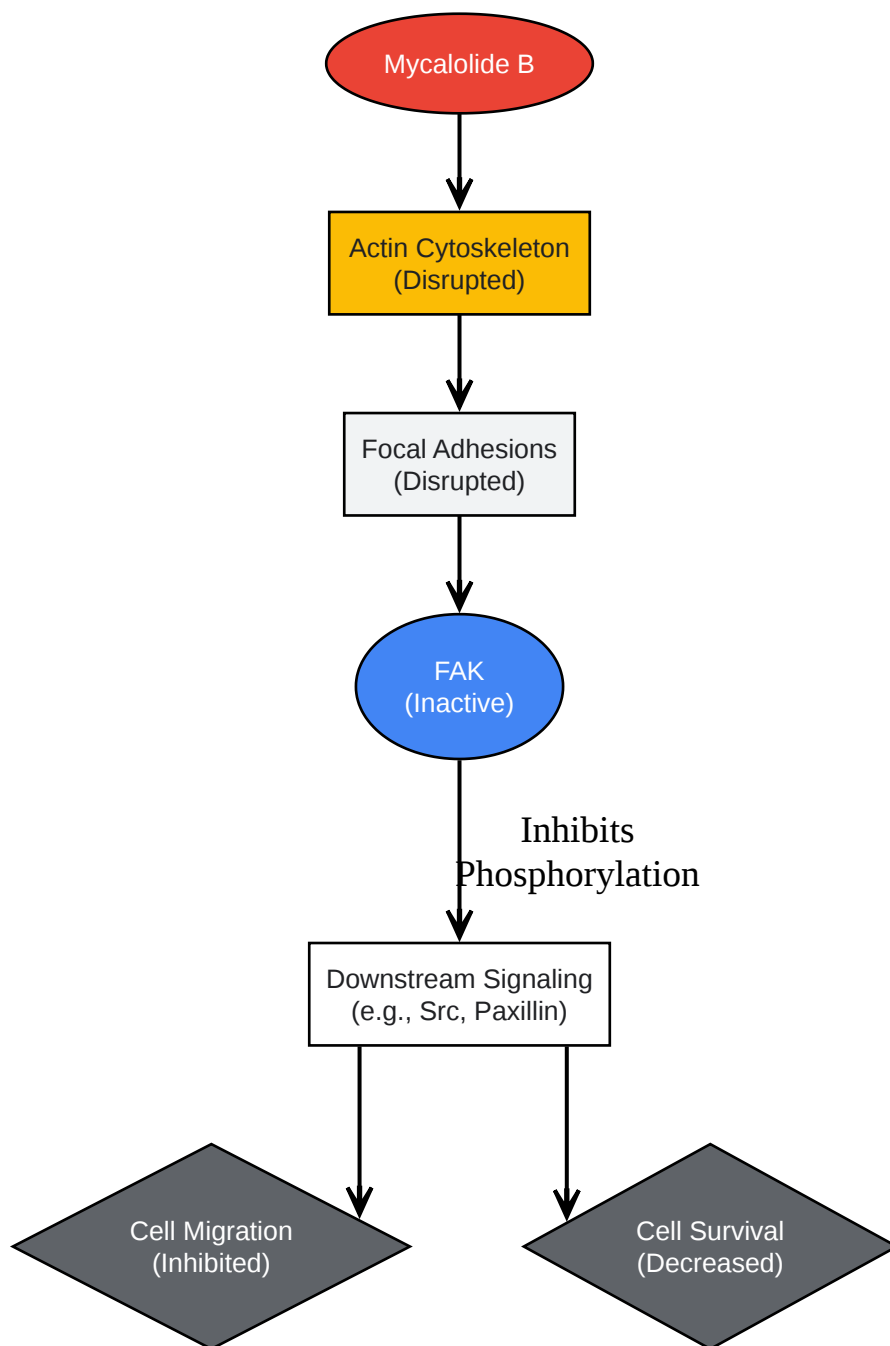 Mycalolide B
Actin Cytoskeleton
(Disrupted)
Focal Adhesions
(Disrupted)
FAK
(Inactive)
Inhibits
Phosphorylation
Downstream Signaling
(e.g., Src, Paxillin)
Cell Migration
(Inhibited)
Cell Survival
(Decreased)